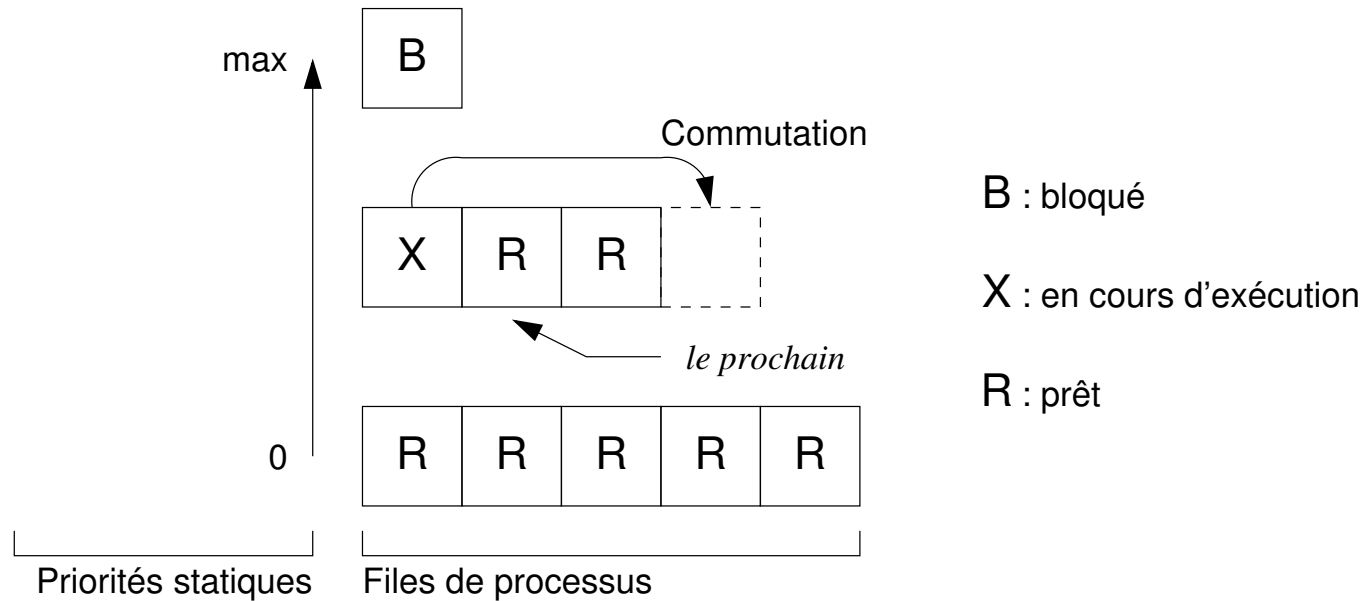 max
B
Commutation
X R R
le prochain
0
R R R R R
Priorités statiques
Files de processus
B : bloqué
X : en cours d'exécution
R : prêt